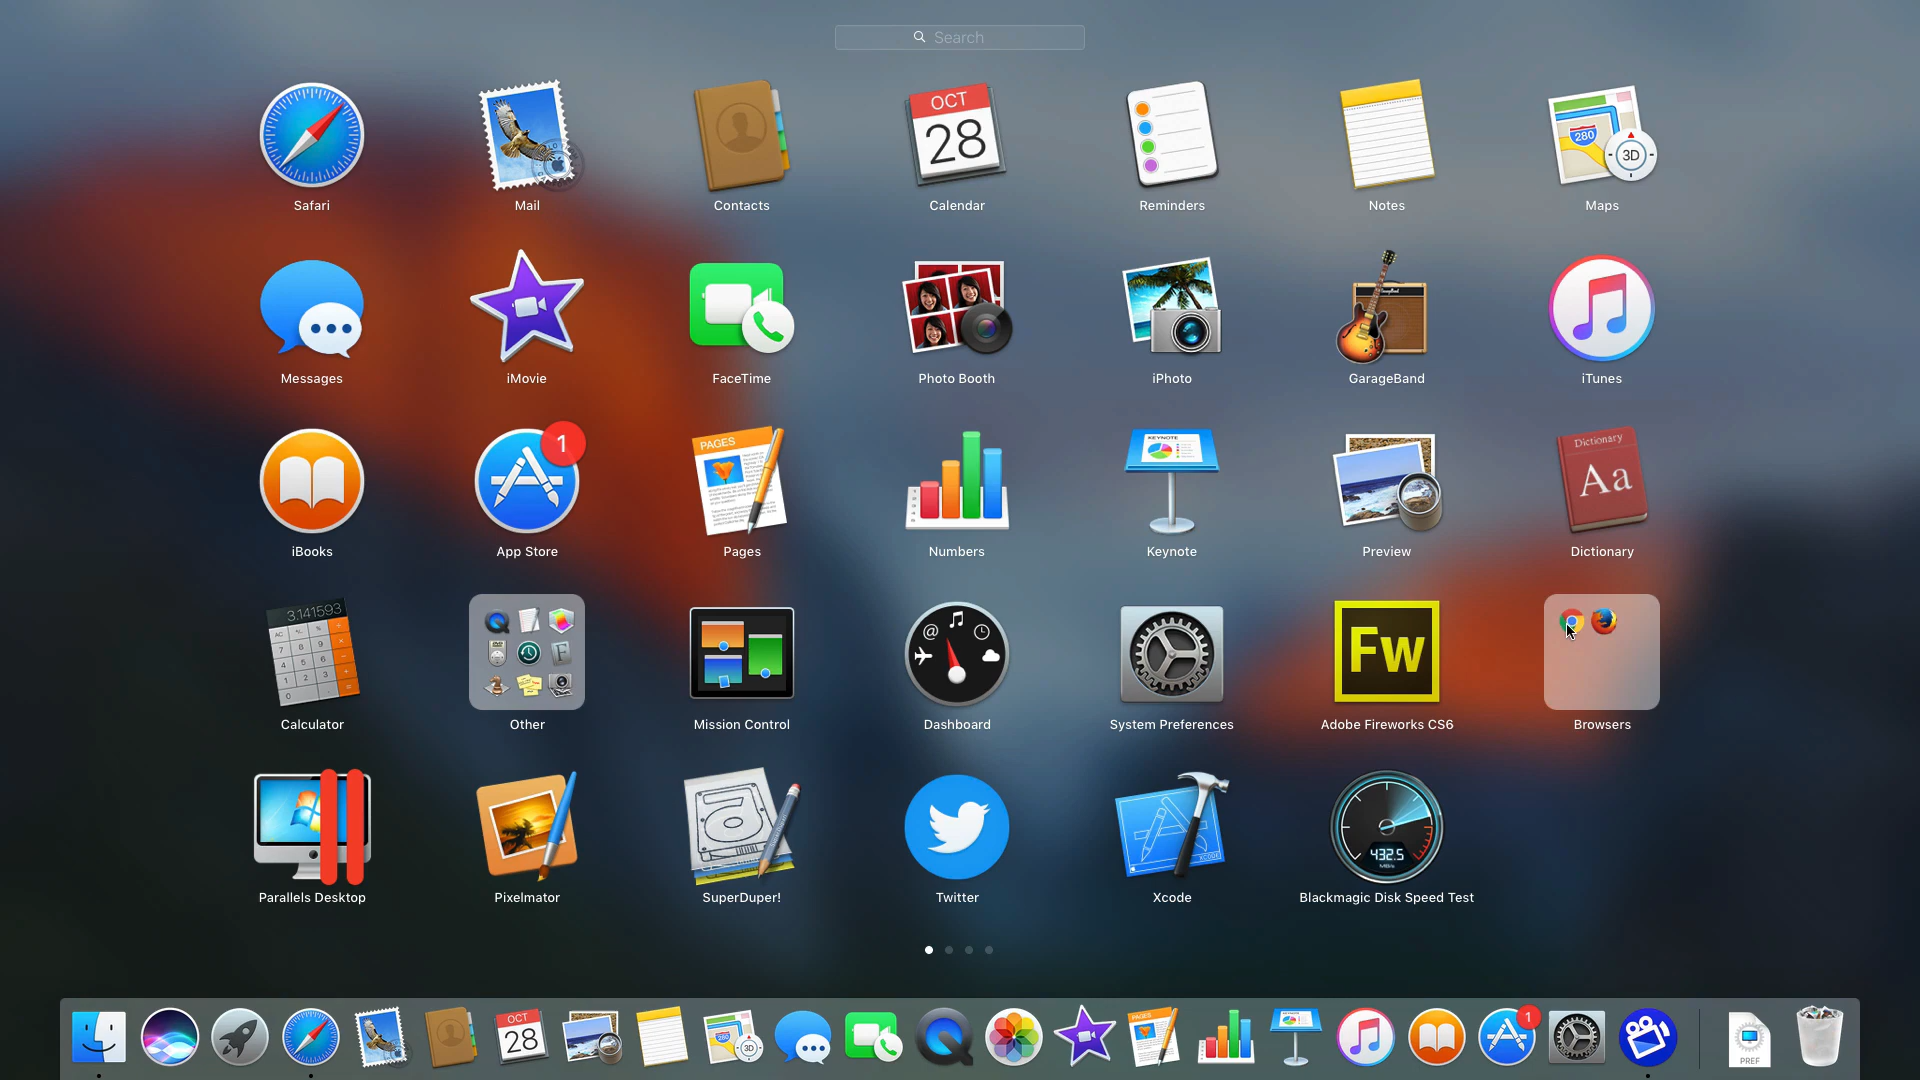 Search
OCT
28
280
3D
Safari
Mail
Contacts
Calendar
Reminders
Notes
Maps
Messages
iMovie
FaceTime
Photo Booth
iPhoto
GarageBand
iTunes
1
PAGES
KEYNOTE
Dictionary
Aa
iBooks
App Store
Pages
Numbers
Keynote
Preview
Dictionary
3.141593
Fw
Calculator
Other
Mission Control
Dashboard
System Preferences
Adobe Fireworks CS6
Browsers
432.5
Parallels Desktop
Pixelmator
SuperDuper!
Twitter
Xcode
Blackmagic Disk Speed Test
OCT
28
3D
PAGES
1
PREF